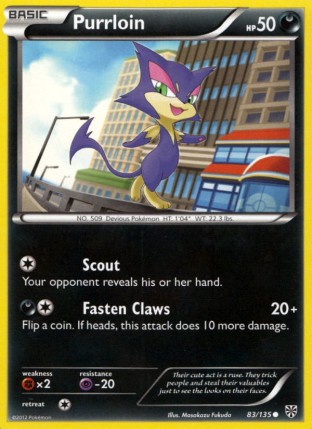 BASIC
Purrloin
HP 50
NO. 509 Devious Pokémon HT: 1'04" WT: 22.3 lbs.
Scout
Your opponent reveals his or her hand.
Fasten Claws 20+
Flip a coin. If heads, this attack does 10 more damage.
weakness
×2
resistance
-20
retreat
Their cute act is a ruse. They trick
people and steal their valuables
just to see the looks on their faces.
©2012 Pokémon
Illus. Masakazu Fukuda
83/135